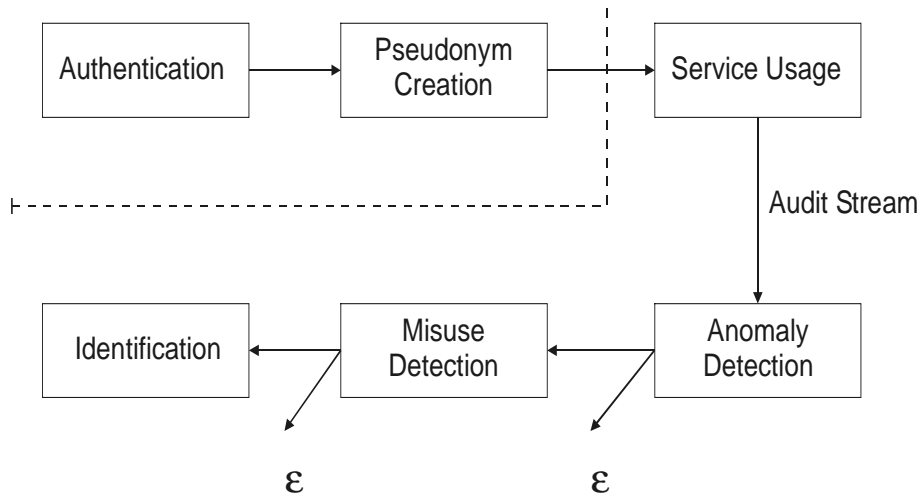 Authentication
Pseudonym
Creation
Service Usage
Audit Stream
Identification
Misuse
Detection
Anomaly
Detection
ε
ε